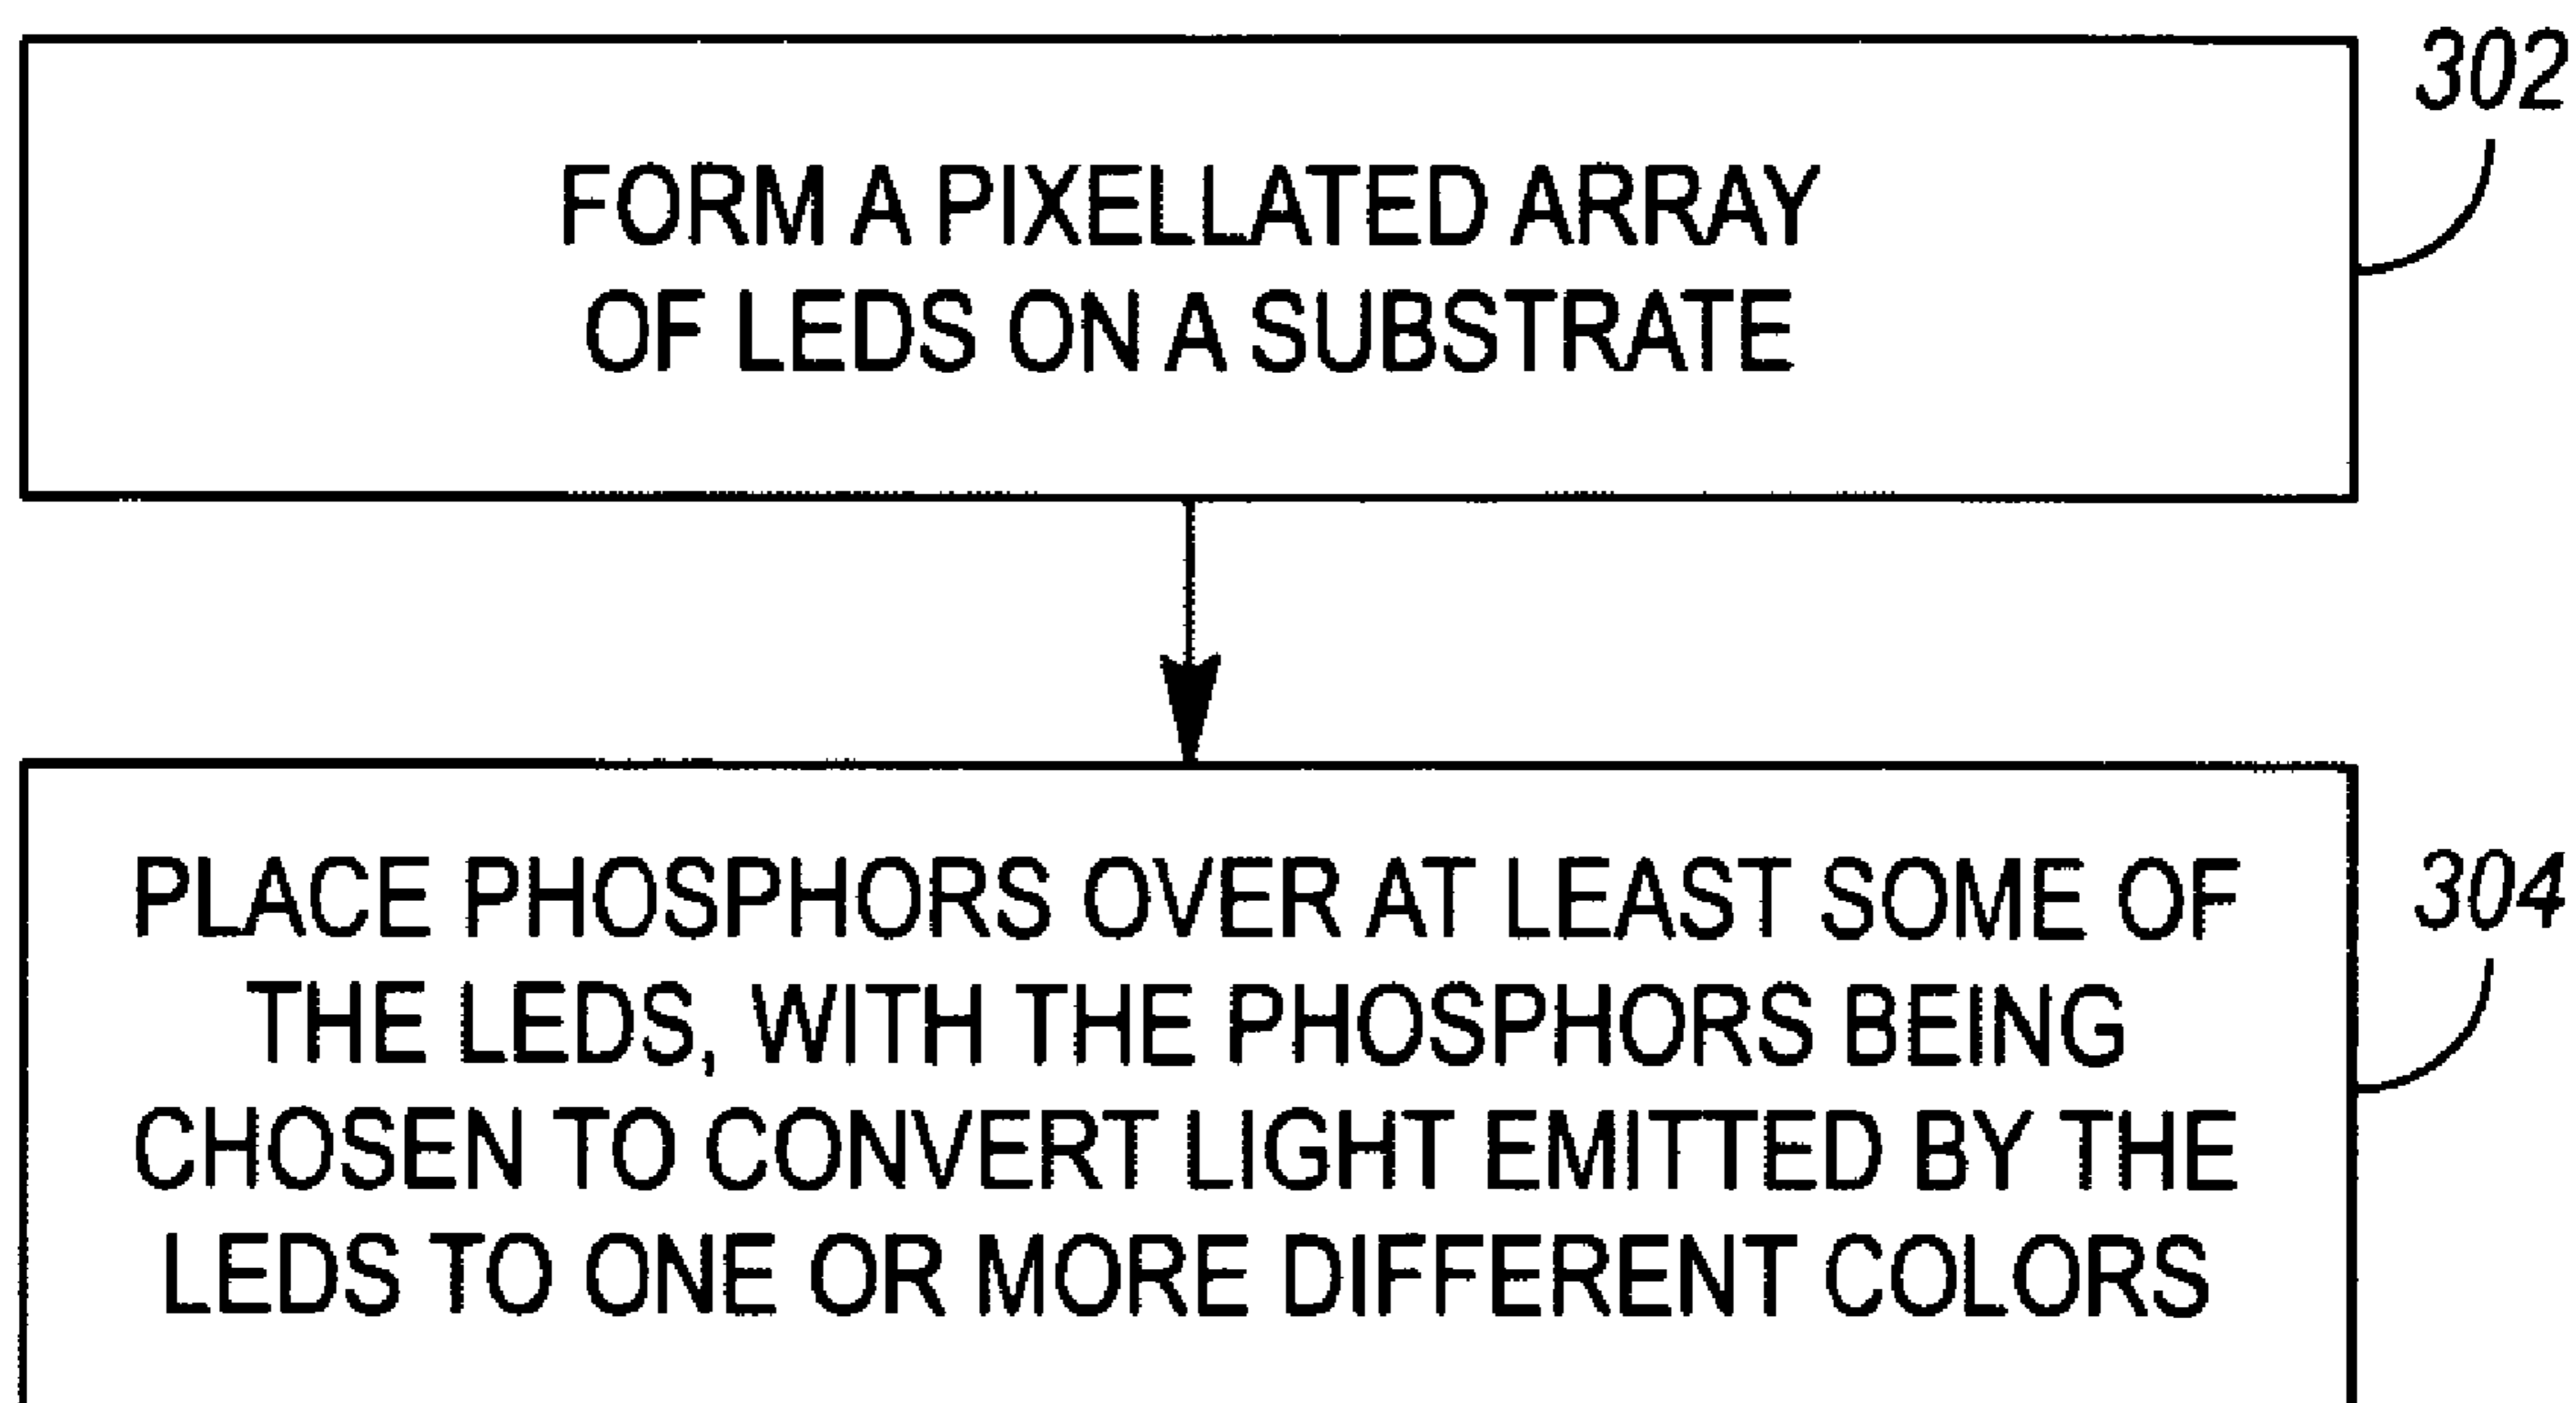 302
FORM A PIXELLATED ARRAY
OF LEDS ON A SUBSTRATE
304
PLACE PHOSPHORS OVER AT LEAST SOME OF
THE LEDS, WITH THE PHOSPHORS BEING
CHOSEN TO CONVERT LIGHT EMITTED BY THE
LEDS TO ONE OR MORE DIFFERENT COLORS